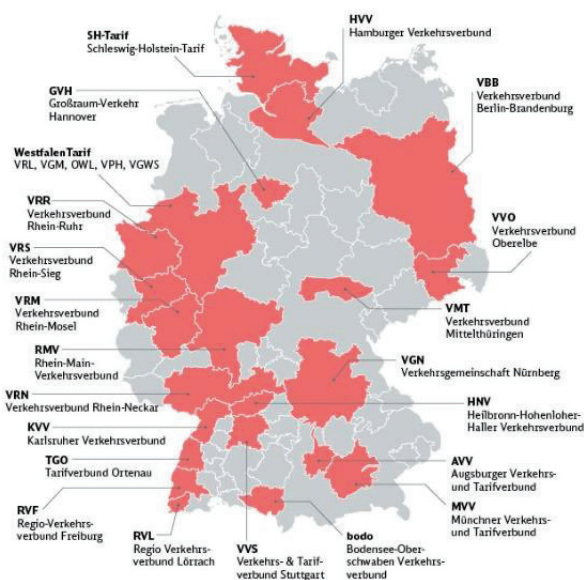 HVV
Hamburger Verkehrsverbund
SH-Tarif
Schleswig-Holstein-Tarif
VBB
Verkehrsverbund
Berlin-Brandenburg
GVH
Großraum-Verkehr
Hannover
WestfalenTarif
VRL, VGM, OWL, VPH, VGWS
VRR
Verkehrsverbund
Rhein-Ruhr
VVO
Verkehrsverbund
Oberelbe
VRS
Verkehrsverbund
Rhein-Sieg
VRM
Verkehrsverbund
Rhein-Mosel
VMT
Verkehrsverbund
Mittelthüringen
RMV
Rhein-Main-
Verkehrsverbund
VGN
Verkehrsgemeinschaft Nürnberg
VRN
Verkehrsverbund Rhein-Neckar
HNV
Heilbronn-Hohenloher-
Haller Verkehrsverbund
KVV
Karlsruher Verkehrsverbund
TGO
Tarifverbund Ortenau
AVV
Augsburger Verkehrs-
und Tarifverbund
RVF
Regio-Verkehrs-
verbund Freiburg
MVV
Münchner Verkehrs-
und Tarifverbund
RVL
Regio Verkehrs-
verbund Lörrach
VVS
Verkehrs- & Tarif-
verbund Stuttgart
bodo
Bodensee-Ober-
schwaben Verkehrs-
verbund